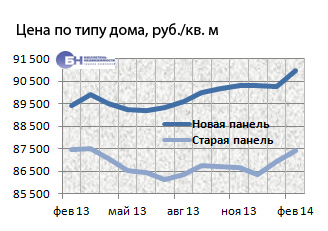 Цена по типу дома, руб./кв. м
91 500
90 500
89 500
88 500
87 500
86 500
85 500
БН
Новая панель
Старая панель
фев 13 май 13 авг 13 ноя 13 фев 14